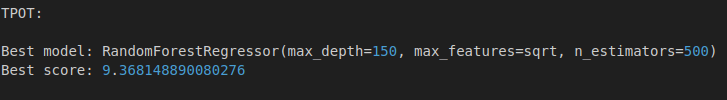 TPOT:
Best model: RandomForestRegressor(max_depth=150, max_features=sqrt, n_estimators=500)
Best score: 9.368148890080276